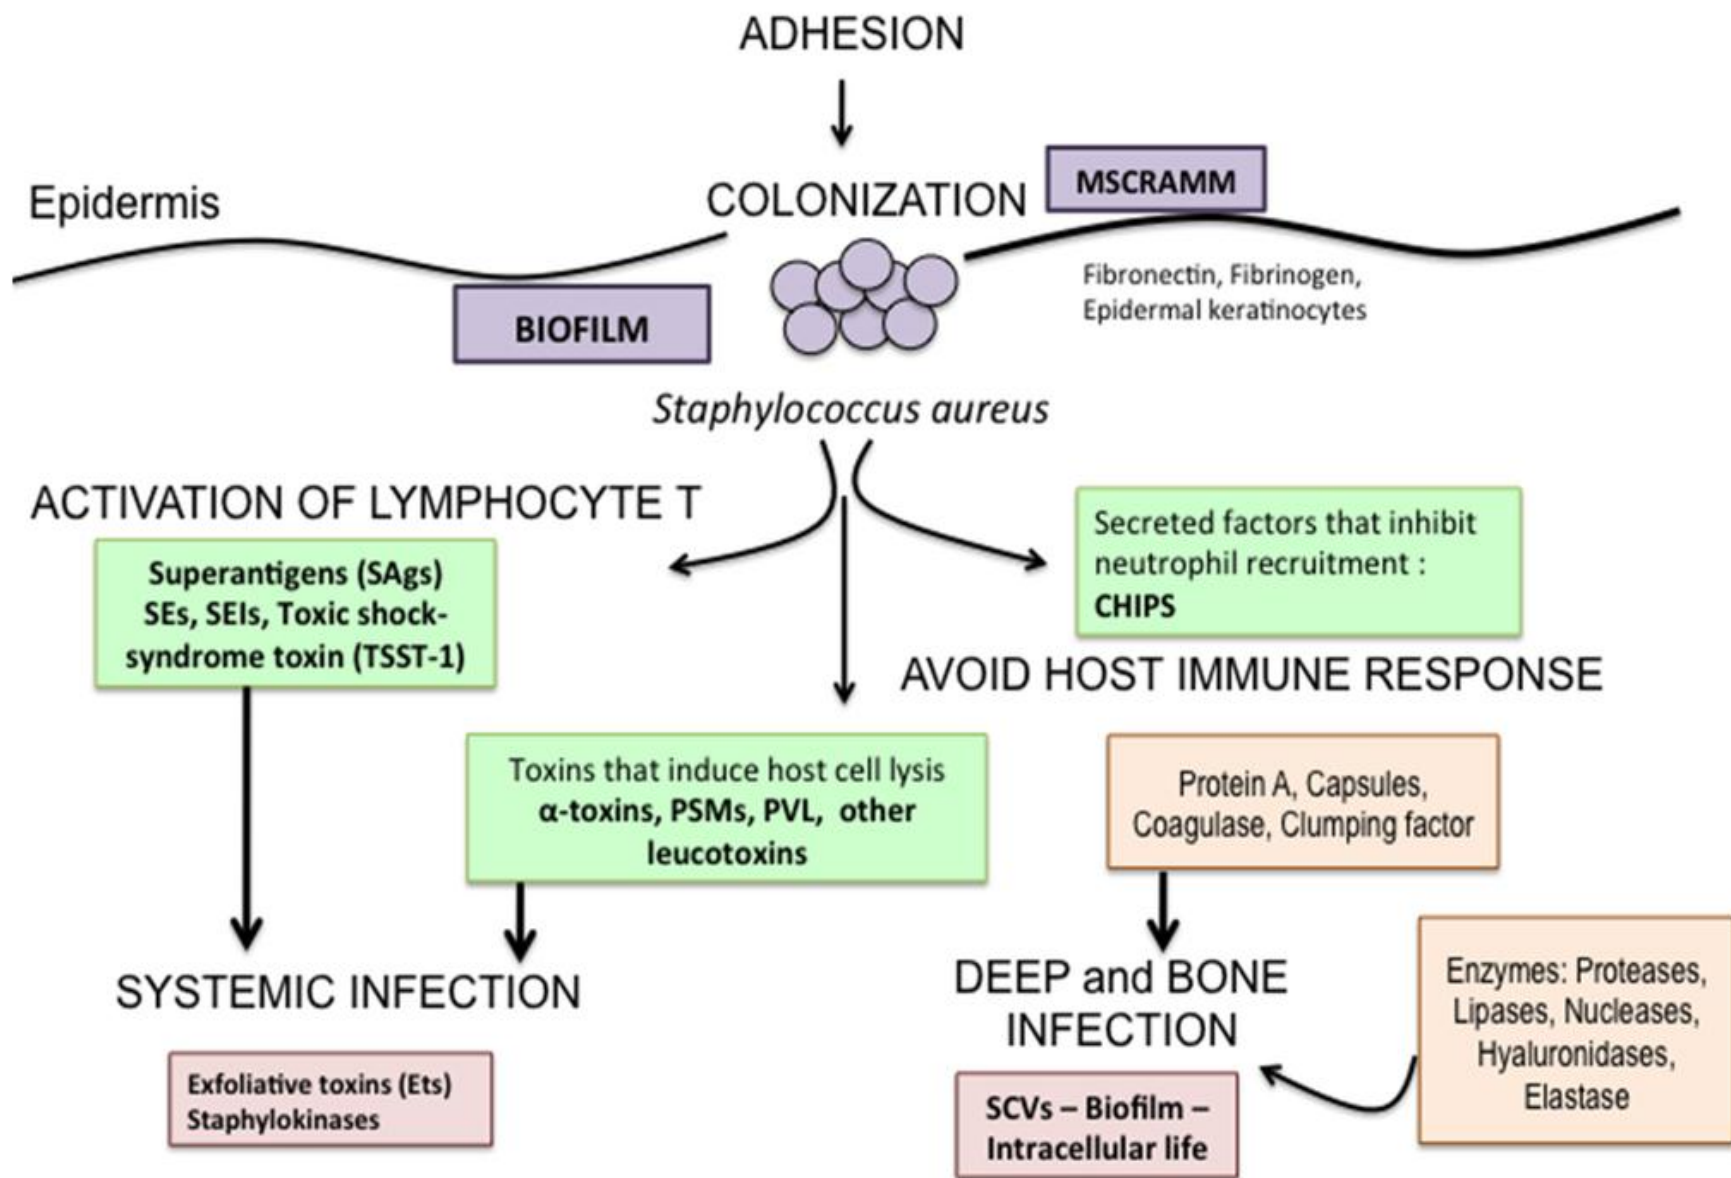 ADHESION
Epidermis
COLONIZATION
MSCRAMM
Fibronectin, Fibrinogen,
Epidermal keratinocytes
BIOFILM
Staphylococcus aureus
ACTIVATION OF LYMPHOCYTE T
Superantigens (SAgs)
SEs, SEIs, Toxic shock-
syndrome toxin (TSST-1)
Secreted factors that inhibit
neutrophil recruitment :
CHIPS
AVOID HOST IMMUNE RESPONSE
Toxins that induce host cell lysis
α-toxins, PSMs, PVL, other
leucotoxins
Protein A, Capsules,
Coagulase, Clumping factor
SYSTEMIC INFECTION
Exfoliative toxins (Ets)
Staphylokinases
DEEP and BONE
INFECTION
SCVs – Biofilm –
Intracellular life
Enzymes: Proteases,
Lipases, Nucleases,
Hyaluronidases,
Elastase